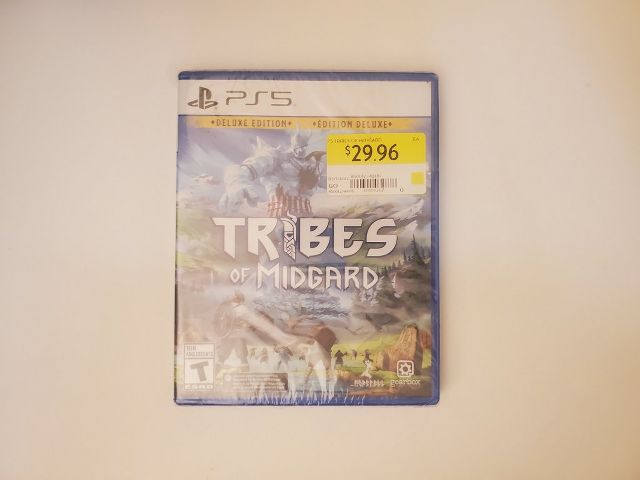 PS5
DELUXE EDITION • ÉDITION DELUXE
$29.96
TRIBES
OF MIDGARD
TEEN
ADOLESCENTS
T
ESRB
gearbox